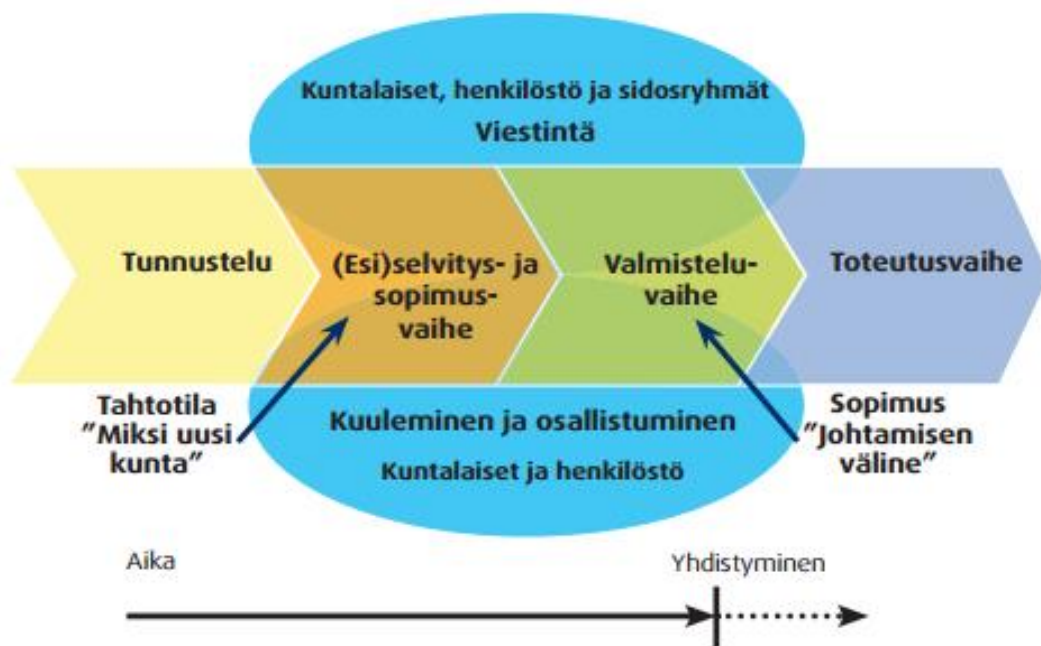 Kuntalaiset, henkilöstö ja sidosryhmät
Viestintä
Tunnustelu
(Esi)selvitys- ja
sopimus-
vaihe
Valmistelu-
vaihe
Toteutusvaihe
Tahtotila
"Miksi uusi
kunta"
Kuuleminen ja osallistuminen
Kuntalaiset ja henkilöstö
Sopimus
"Johtamisen
väline"
Aika
Yhdistyminen